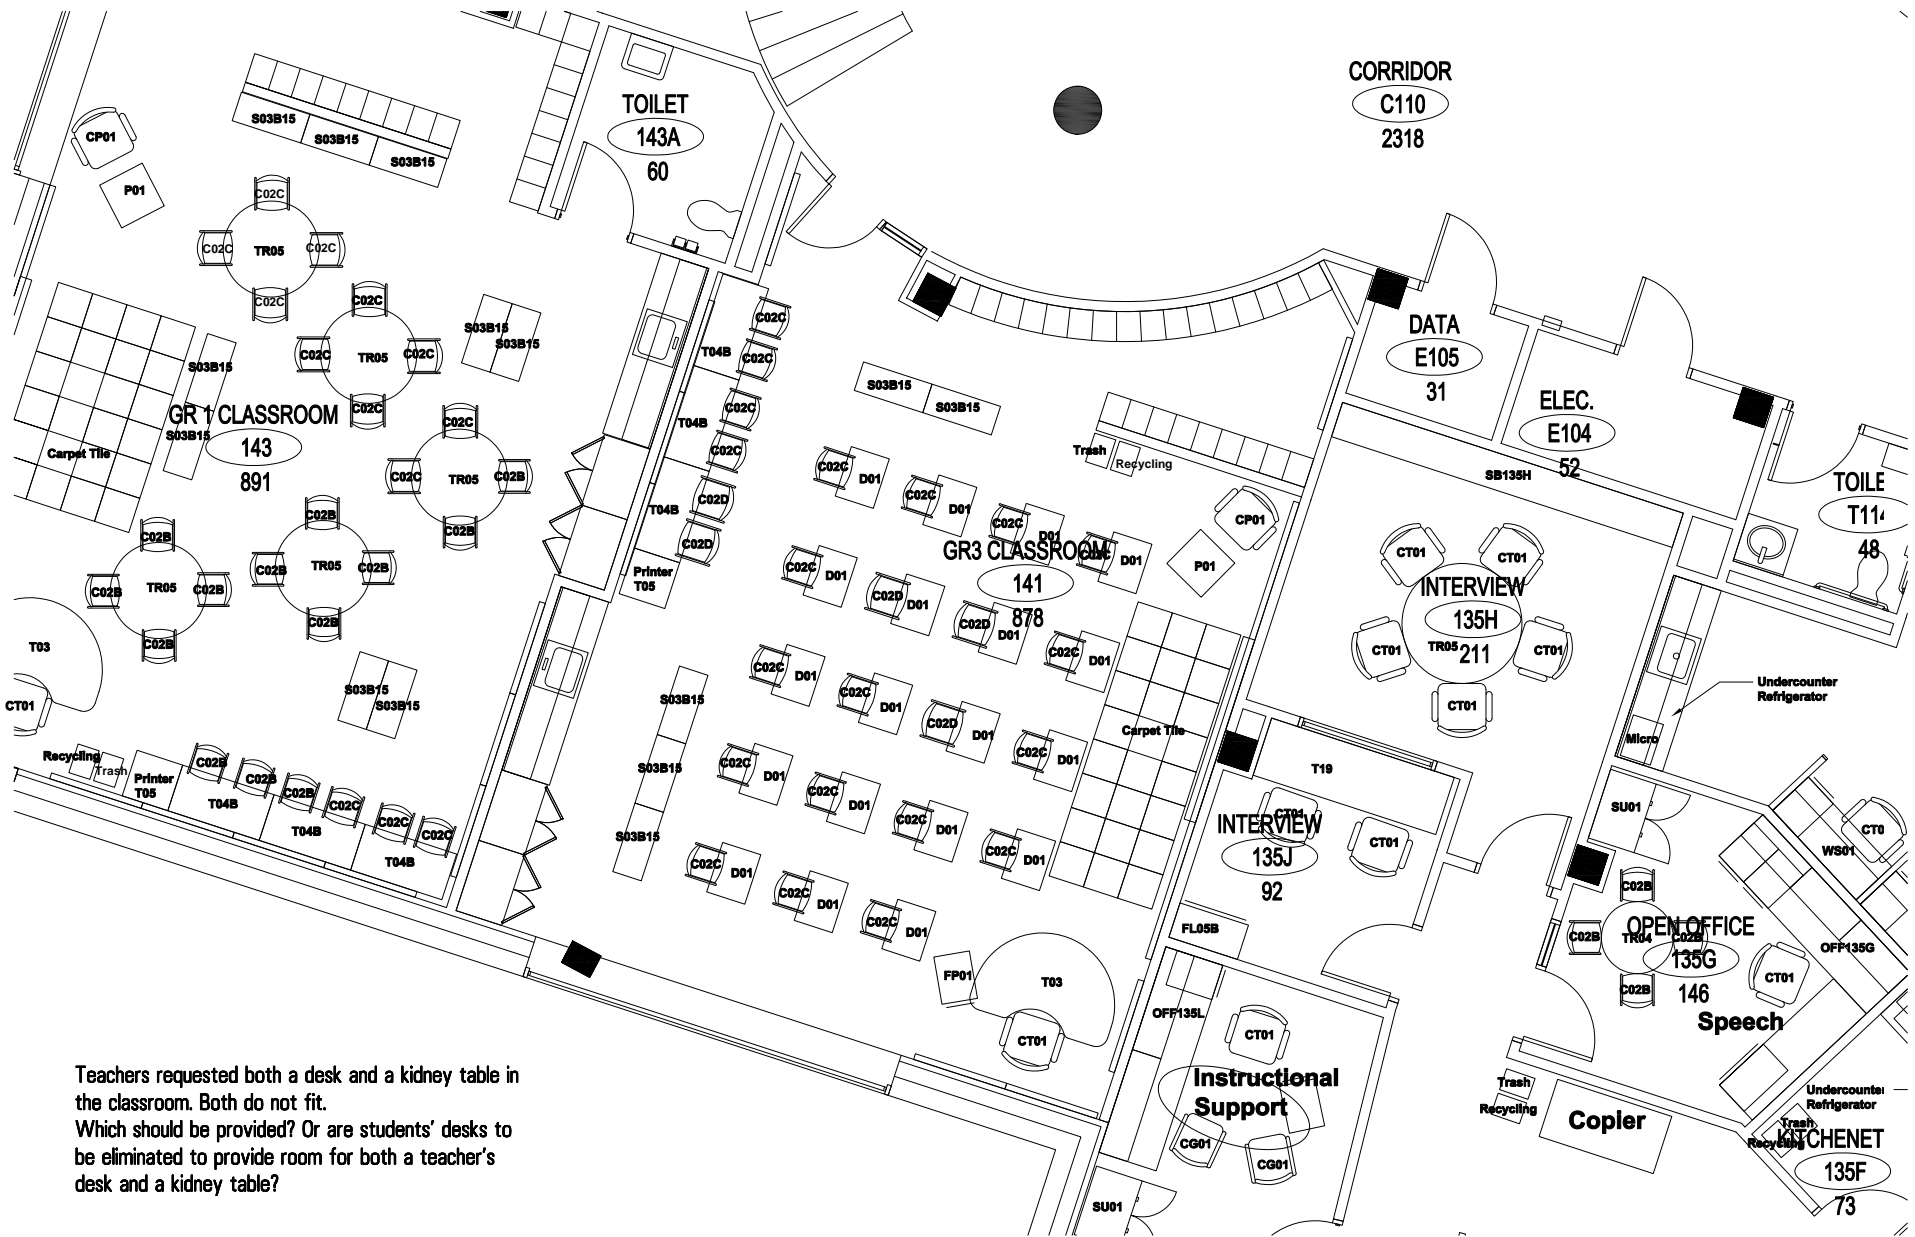 CORRIDOR
C110
2318
TOILET
143A
60
S03B15
S03B15
S03B15
CP01
P01
C02C
C02C
TR05
C02C
C02C
C02C
C02C
TR05
C02C
C02C
S03B15
S03B15
S03B15
S03B15
GR 1 CLASSROOM
143
891
Carpet Tile
C02C
C02C
TR05
C02B
C02B
C02B
C02B
TR05
C02B
C02B
C02B
C02B
TR05
C02B
C02B
T03
CT01
S03B15
S03B15
Recycling
Trash
Printer
T05
C02B
C02B
C02B
C02C
C02C
C02C
T04B
T04B
T04B
C02C
T04B
C02C
C02C
T04B
C02C
C02D
T04B
C02D
Printer
T05
S03B15
S03B15
Trash
Recycling
CP01
P01
C02C
D01
C02C
D01
C02C
D01
C02C
D01
GR3 CLASSROOM
141
878
C02C
D01
C02D
D01
C02D
D01
C02C
D01
C02C
D01
C02C
D01
C02D
D01
C02C
D01
C02C
D01
C02C
D01
C02C
D01
C02C
D01
C02C
D01
C02C
D01
C02C
D01
S03B15
S03B15
S03B15
Carpet Tile
FP01
T03
CT01
DATA
E105
31
ELEC.
E104
52
SB135H
TOILE
T114
48
CT01
CT01
INTERVIEW
135H
211
TR05
CT01
CT01
CT01
Undercounter
Refrigerator
Micro
T19
CT01
CT01
INTERVIEW
135J
92
FL05B
SU01
WS01
CT0
C02B
C02B
TR04
C02B
C02B
OPEN OFFICE
135G
146
Speech
CT01
OFF135G
OFF135L
CT01
Instructional
Support
CG01
CG01
SU01
Trash
Recycling
Copier
Undercounter
Refrigerator
Trash
Recycling
KITCHENET
135F
73
Teachers requested both a desk and a kidney table in
the classroom. Both do not fit.
Which should be provided? Or are students' desks to
be eliminated to provide room for both a teacher's
desk and a kidney table?